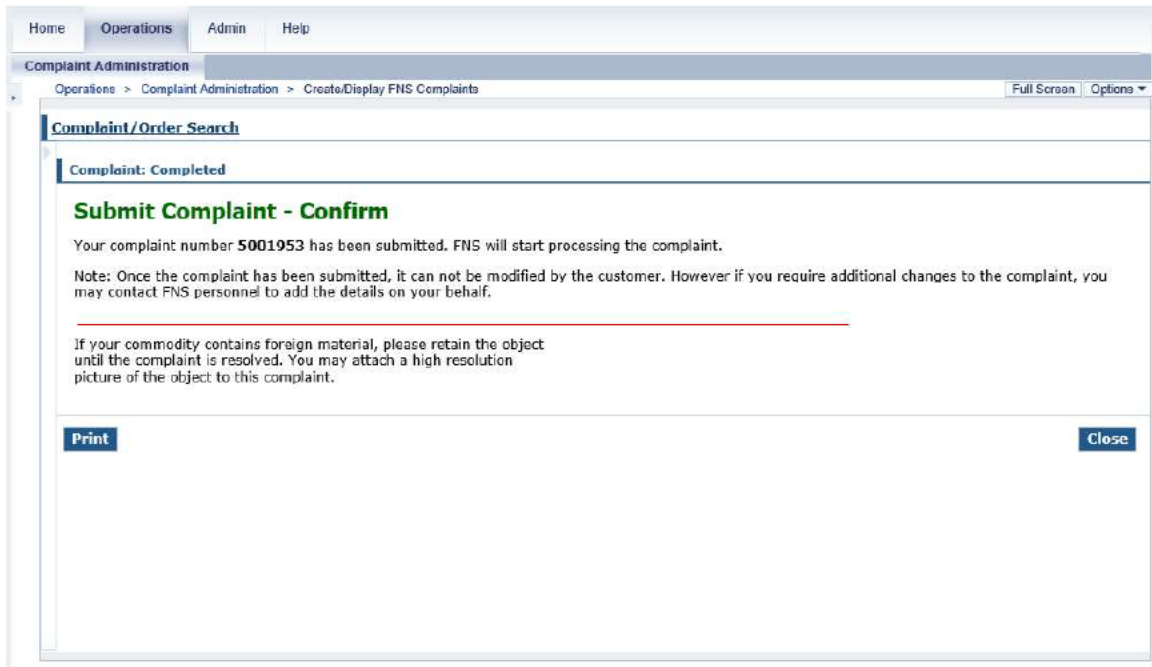 Home Operations Admin Help
Complaint Administration
Operations > Complaint Administration > Create/Display FNS Complaints Full Screen Options
Complaint/Order Search
Complaint: Completed
Submit Complaint - Confirm
Your complaint number 5001953 has been submitted. FNS will start processing the complaint.
Note: Once the complaint has been submitted, it can not be modified by the customer. However if you require additional changes to the complaint, you
may contact FNS personnel to add the details on your behalf.
If your commodity contains foreign material, please retain the object
until the complaint is resolved. You may attach a high resolution
picture of the object to this complaint.
Print Close